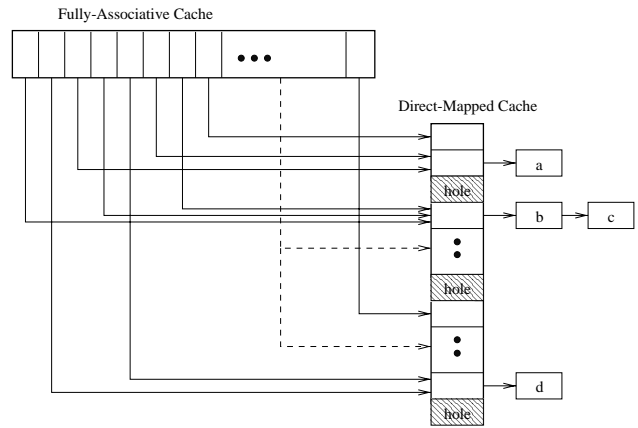 Fully-Associative Cache
Direct-Mapped Cache
a
hole
b c
hole
d
hole